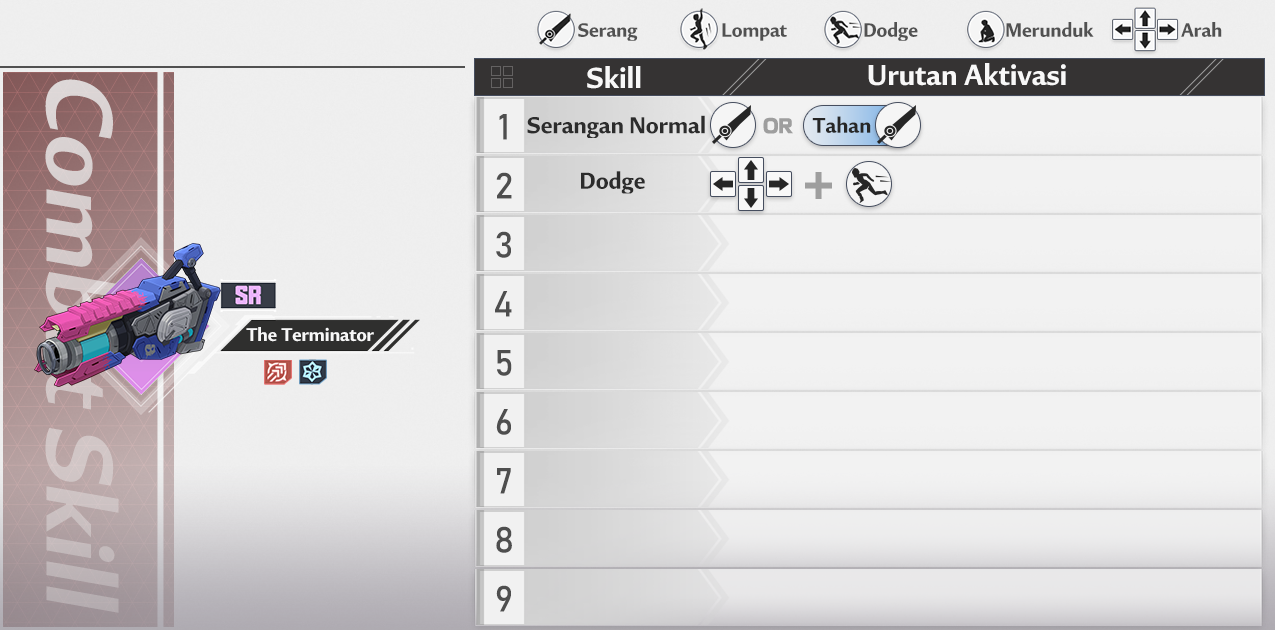 Serang Lompat Dodge Merunduk Arah
Combat Skill
SR
The Terminator
Skill Urutan Aktivasi
1 Serangan Normal OR Tahan
2 Dodge
3
4
5
6
7
8
9